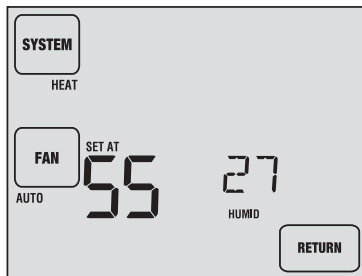 SYSTEM
HEAT
FAN
AUTO
SET AT
55
27
HUMID
RETURN